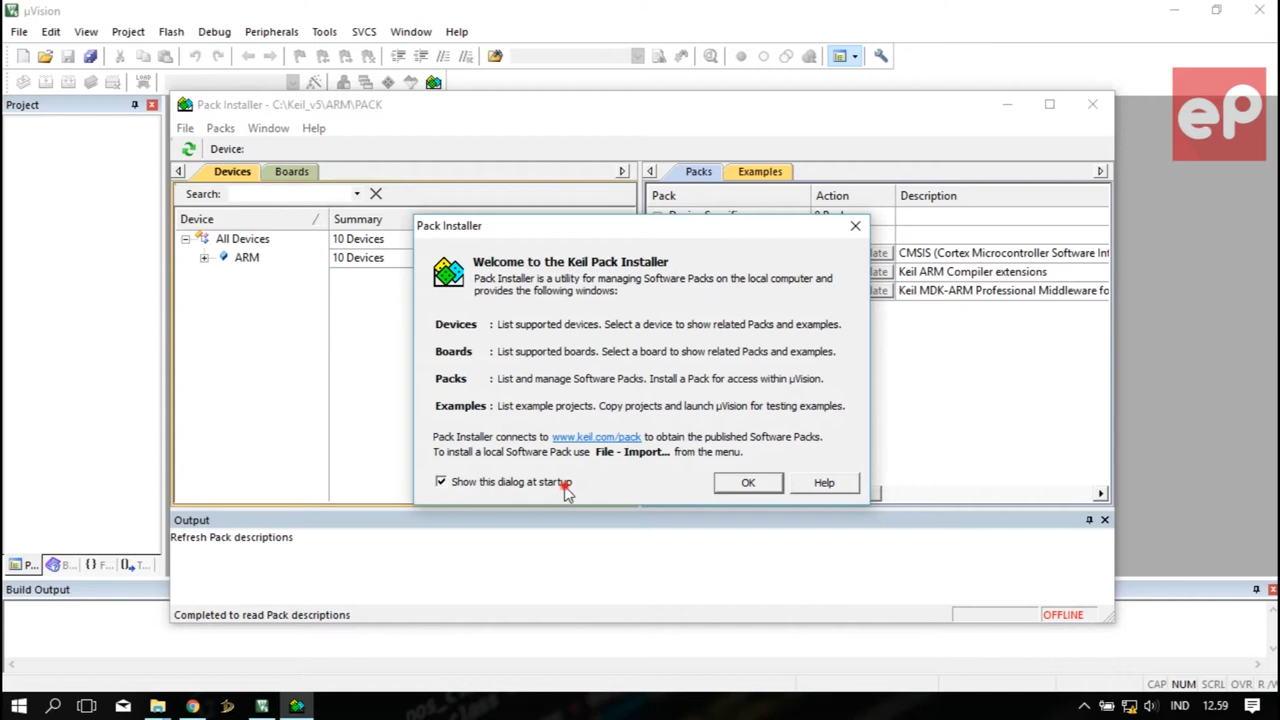 µVision
File Edit View Project Flash Debug Peripherals Tools SVCS Window Help
LOAD
Project
Pack Installer - C:\Keil_v5\ARM\PACK
File Packs Window Help
Device:
Devices Boards
Packs Examples
Search:
Pack Action Description
Device Summary
All Devices 10 Devices
ARM 10 Devices
CMSIS (Cortex Microcontroller Software Int
Keil ARM Compiler extensions
Keil MDK-ARM Professional Middleware fo
Pack Installer
Welcome to the Keil Pack Installer
Pack Installer is a utility for managing Software Packs on the local computer and
provides the following windows:
Devices : List supported devices. Select a device to show related Packs and examples.
Boards : List supported boards. Select a board to show related Packs and examples.
Packs : List and manage Software Packs. Install a Pack for access within µVision.
Examples : List example projects. Copy projects and launch µVision for testing examples.
Pack Installer connects to www.keil.com/pack to obtain the published Software Packs.
To install a local Software Pack use File - Import... from the menu.
Show this dialog at startup
OK Help
Output
Refresh Pack descriptions
P... B... {} F... T...
Build Output
Completed to read Pack descriptions
OFFLINE
CAP NUM SCRL OVR R /W
IND 12.59
ep